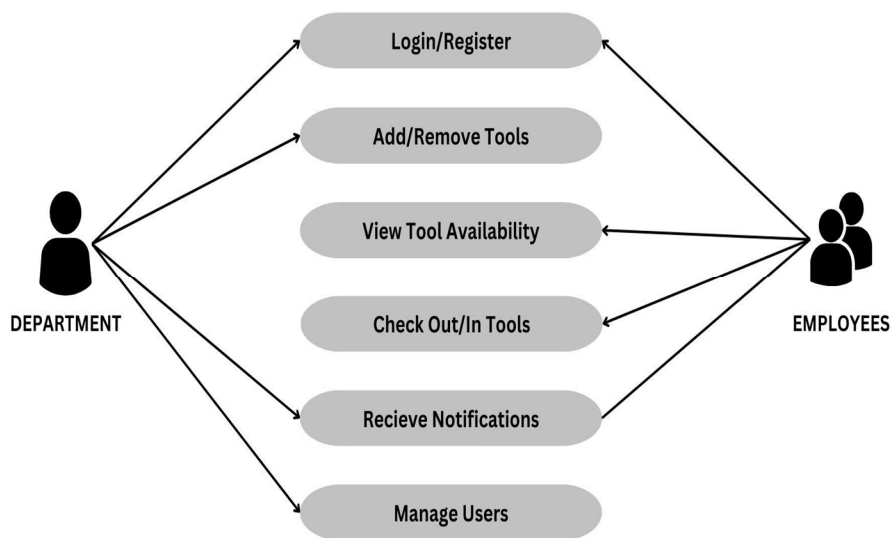 Login/Register
Add/Remove Tools
View Tool Availability
DEPARTMENT
Check Out/In Tools
EMPLOYEES
Recieve Notifications
Manage Users